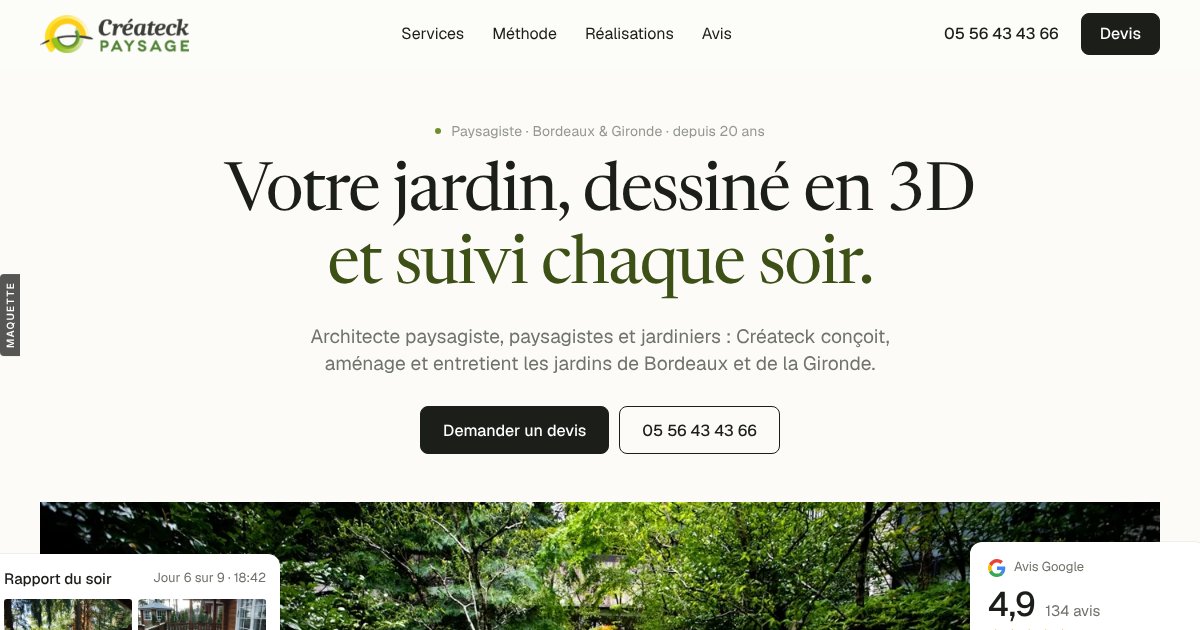 Créateck
PAYSAGE
Services
Méthode
Réalisations
Avis
05 56 43 43 66
Devis
Paysagiste · Bordeaux & Gironde · depuis 20 ans
Votre jardin, dessiné en 3D
et suivi chaque soir.
MAQUETTE
Architecte paysagiste, paysagistes et jardiniers : Créateck conçoit,
aménage et entretient les jardins de Bordeaux et de la Gironde.
Demander un devis
05 56 43 43 66
Rapport du soir
Jour 6 sur 9 · 18:42
Avis Google
4,9 134 avis